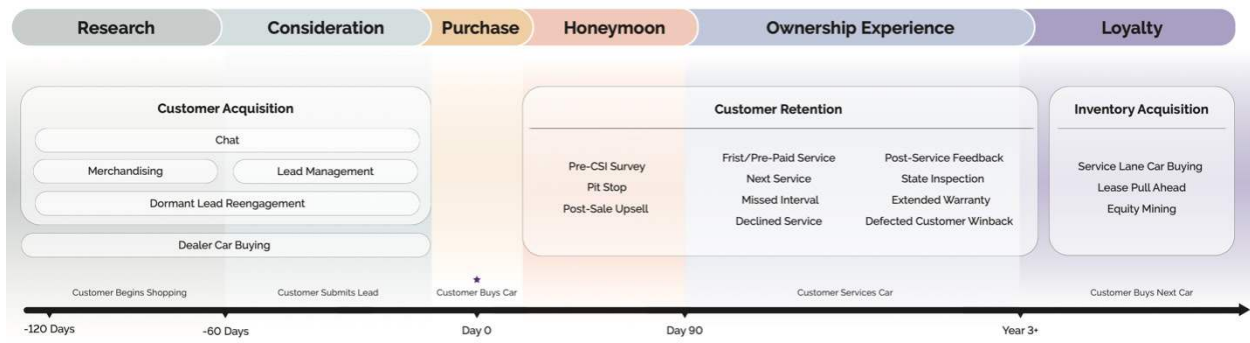 Research
Consideration
Purchase
Honeymoon
Ownership Experience
Loyalty
Customer Acquisition
Chat
Merchandising
Lead Management
Dormant Lead Reengagement
Dealer Car Buying
Customer Retention
Pre-CSI Survey
Pit Stop
Post-Sale Upsell
Frist/Pre-Paid Service
Next Service
Missed Interval
Declined Service
Post-Service Feedback
State Inspection
Extended Warranty
Defected Customer Winback
Inventory Acquisition
Service Lane Car Buying
Lease Pull Ahead
Equity Mining
Customer Begins Shopping
Customer Submits Lead
Customer Buys Car
Customer Services Car
Customer Buys Next Car
-120 Days
-60 Days
Day 0
Day 90
Year 3+